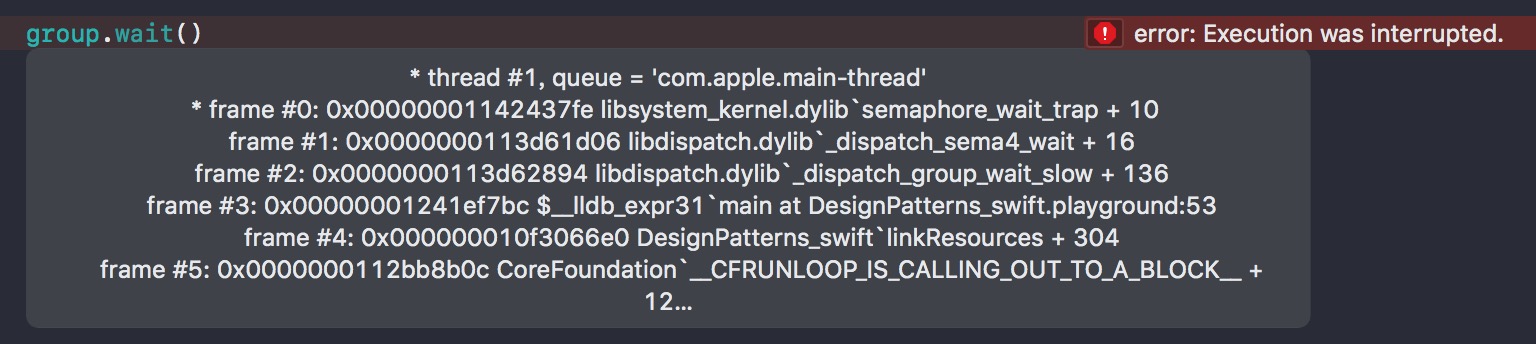 group.wait()
error: Execution was interrupted.
* thread #1, queue = 'com.apple.main-thread'
* frame #0: 0x00000001142437fe libsystem_kernel.dylib`semaphore_wait_trap + 10
frame #1: 0x0000000113d61d06 libdispatch.dylib`_dispatch_sema4_wait + 16
frame #2: 0x0000000113d62894 libdispatch.dylib`_dispatch_group_wait_slow + 136
frame #3: 0x00000001241ef7bc $__lldb_expr31`main at DesignPatterns_swift.playground:53
frame #4: 0x000000010f3066e0 DesignPatterns_swift`linkResources + 304
frame #5: 0x0000000112bb8b0c CoreFoundation`__CFRUNLOOP_IS_CALLING_OUT_TO_A_BLOCK__ +
12...